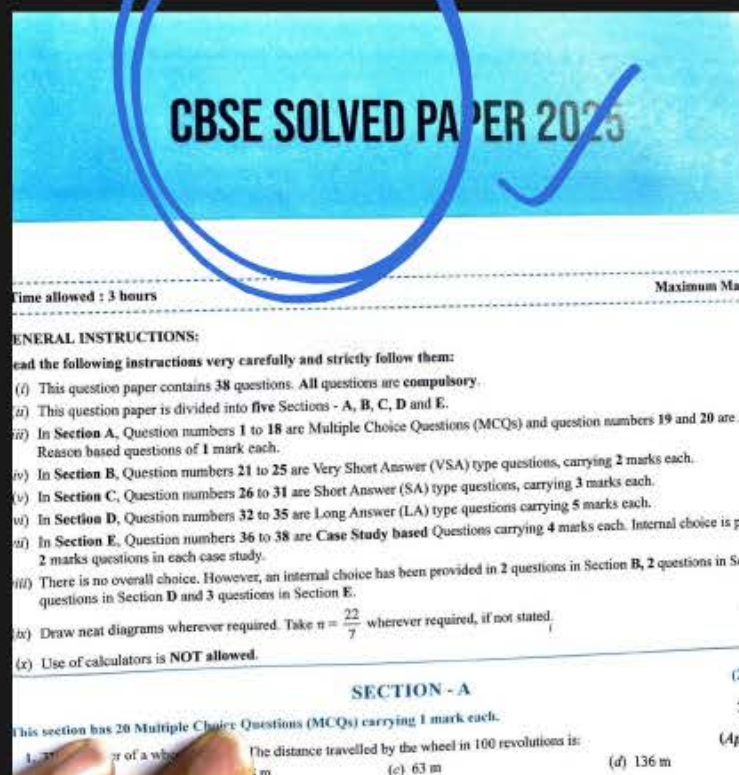 CBSE SOLVED PAPER 2025
Time allowed : 3 hours Maximum Ma
ENERAL INSTRUCTIONS:
ead the following instructions very carefully and strictly follow them:
(i) This question paper contains 38 questions. All questions are compulsory.
ii) This question paper is divided into five Sections - A, B, C, D and E.
iii) In Section A, Question numbers 1 to 18 are Multiple Choice Questions (MCQs) and question numbers 19 and 20 are
Reason based questions of 1 mark each.
iv) In Section B, Question numbers 21 to 25 are Very Short Answer (VSA) type questions, carrying 2 marks each.
(v) In Section C, Question numbers 26 to 31 are Short Answer (SA) type questions, carrying 3 marks each.
vi) In Section D, Question numbers 32 to 35 are Long Answer (LA) type questions carrying 5 marks each.
vii) In Section E, Question numbers 36 to 38 are Case Study based Questions carrying 4 marks each. Internal choice is p
2 marks questions in each case study.
viii) There is no overall choice. However, an internal choice has been provided in 2 questions in Section B, 2 questions in Se
questions in Section D and 3 questions in Section E.
ix) Draw neat diagrams wherever required. Take π = 22/7 wherever required, if not stated.
(x) Use of calculators is NOT allowed.
SECTION - A
This section has 20 Multiple Choice Questions (MCQs) carrying 1 mark each.
1. er of a whe The distance travelled by the wheel in 100 revolutions is: (Ap
m (c) 63 m (d) 136 m